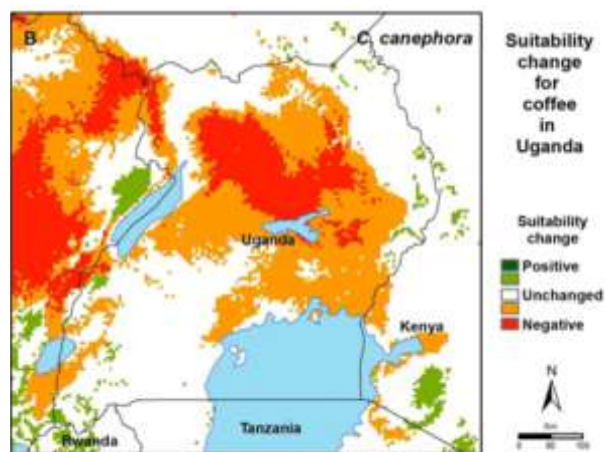 B
C. canephora
Uganda
Kenya
Tanzania
Rwanda
Suitability
change
for
coffee
in
Uganda
Suitability
change
Positive
Unchanged
Negative
N